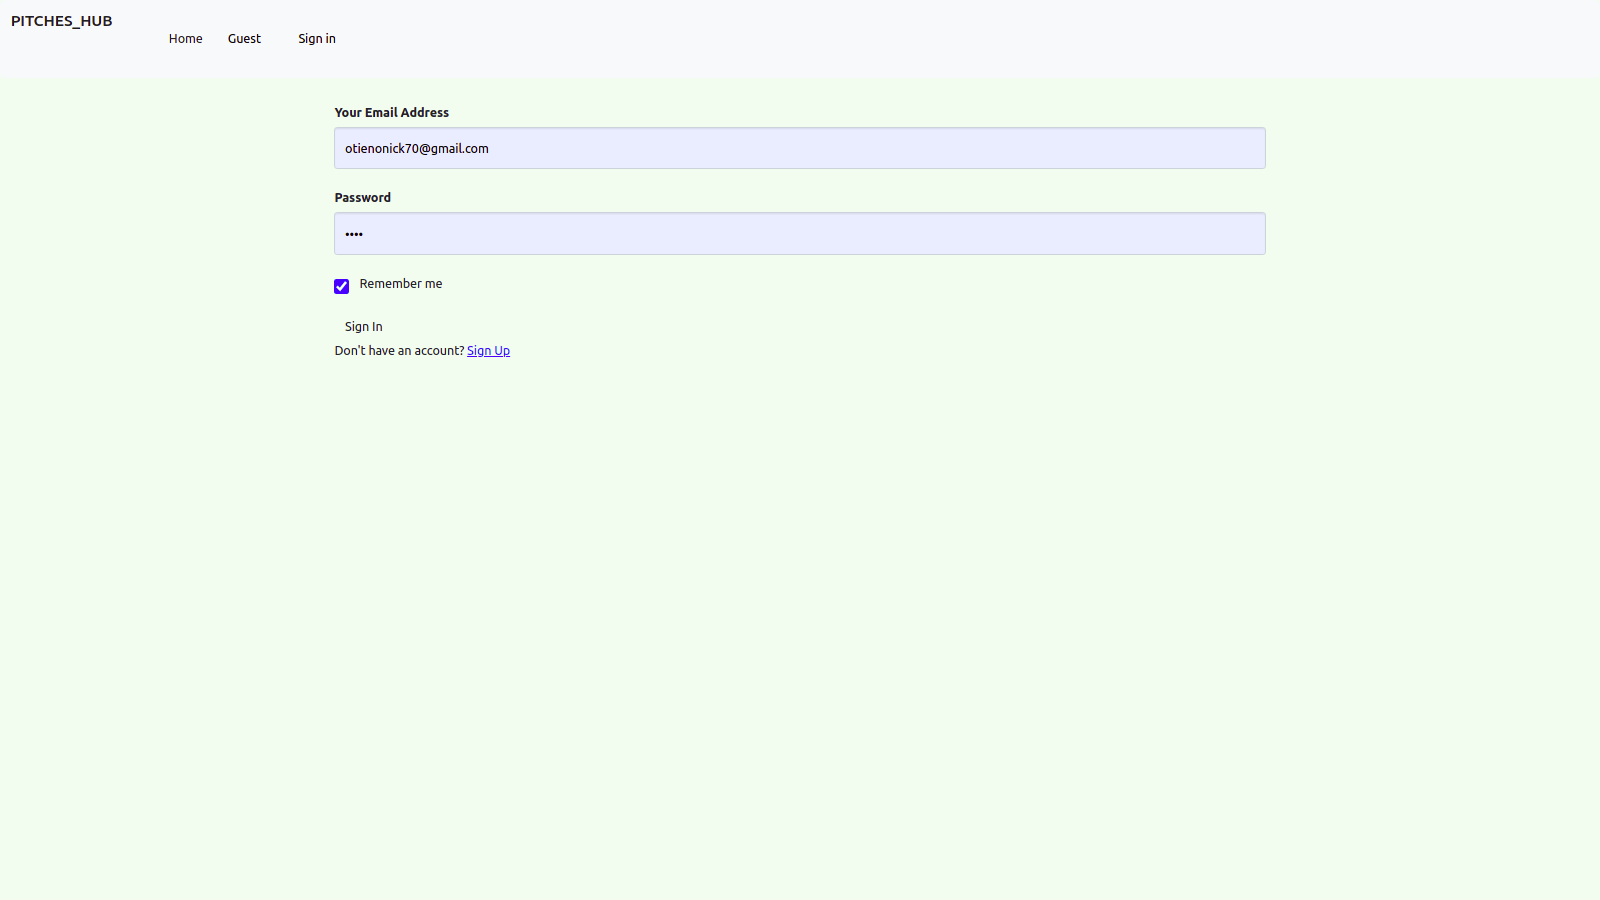 PITCHES_HUB
Home Guest Sign in
Your Email Address
otienonick70@gmail.com
Password
••••
Remember me
Sign In
Don't have an account? Sign Up